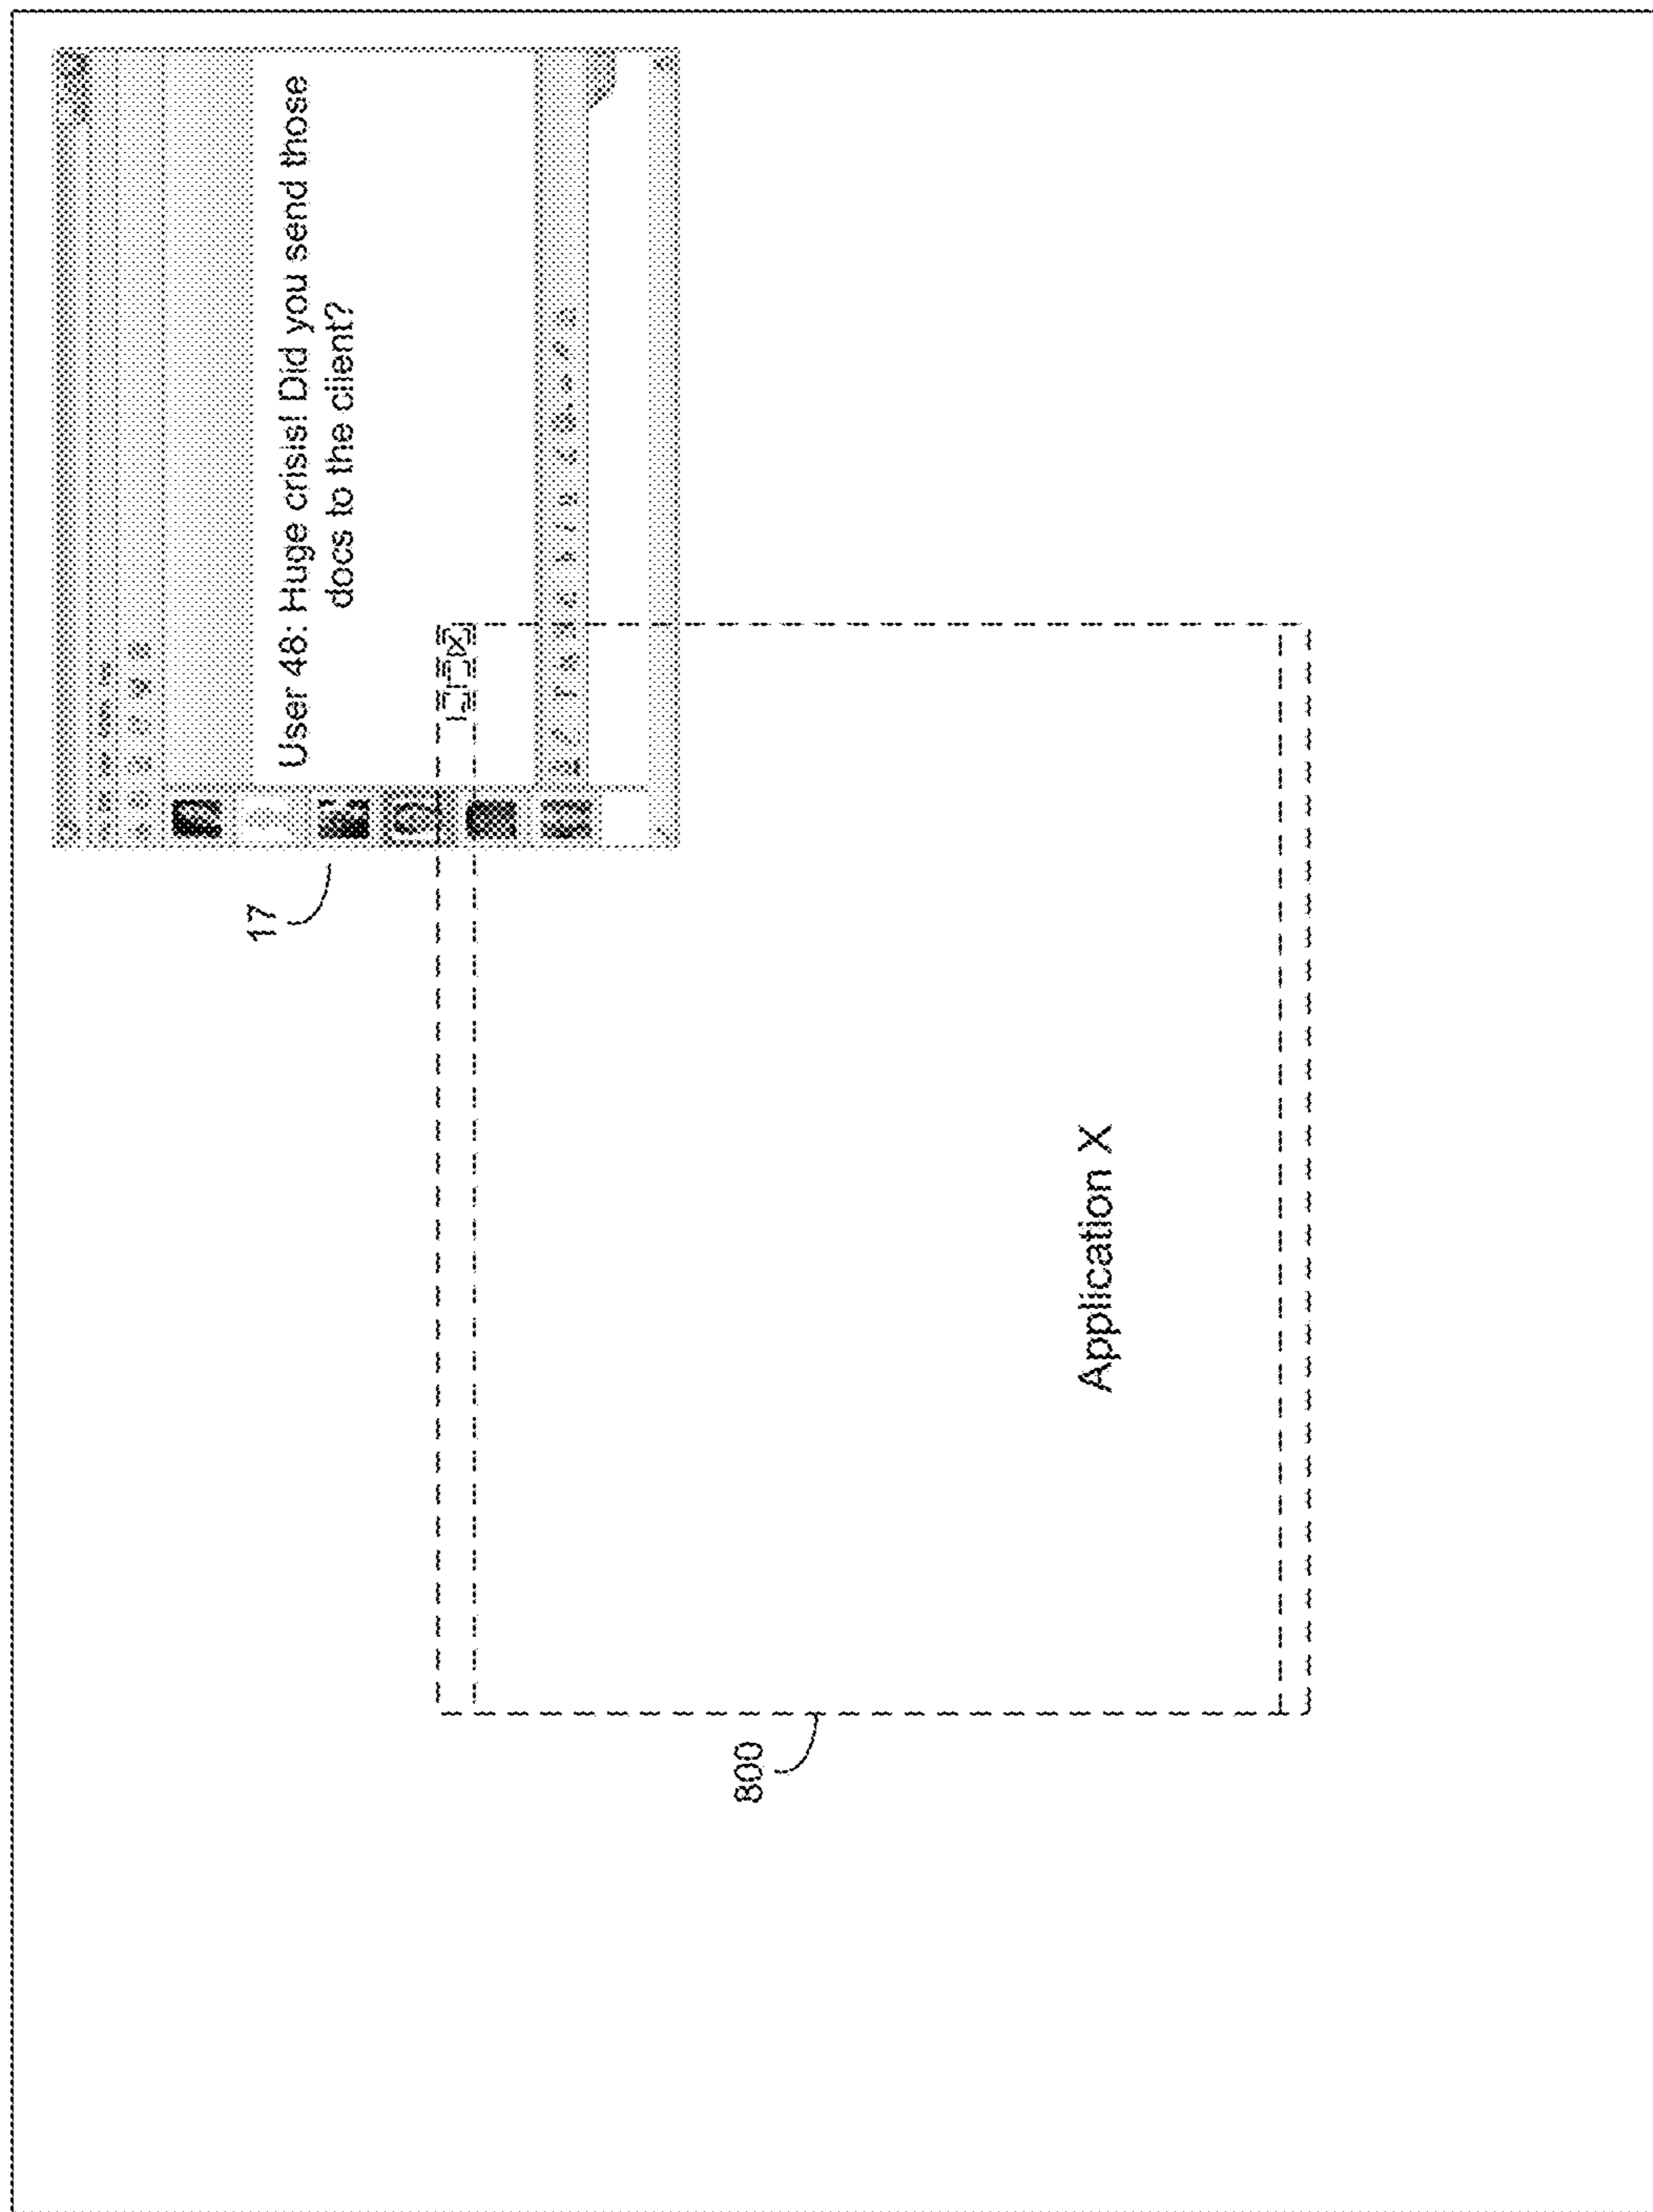 User 48: Huge crisis! Did you send those
docs to the client?
17
800
Application X